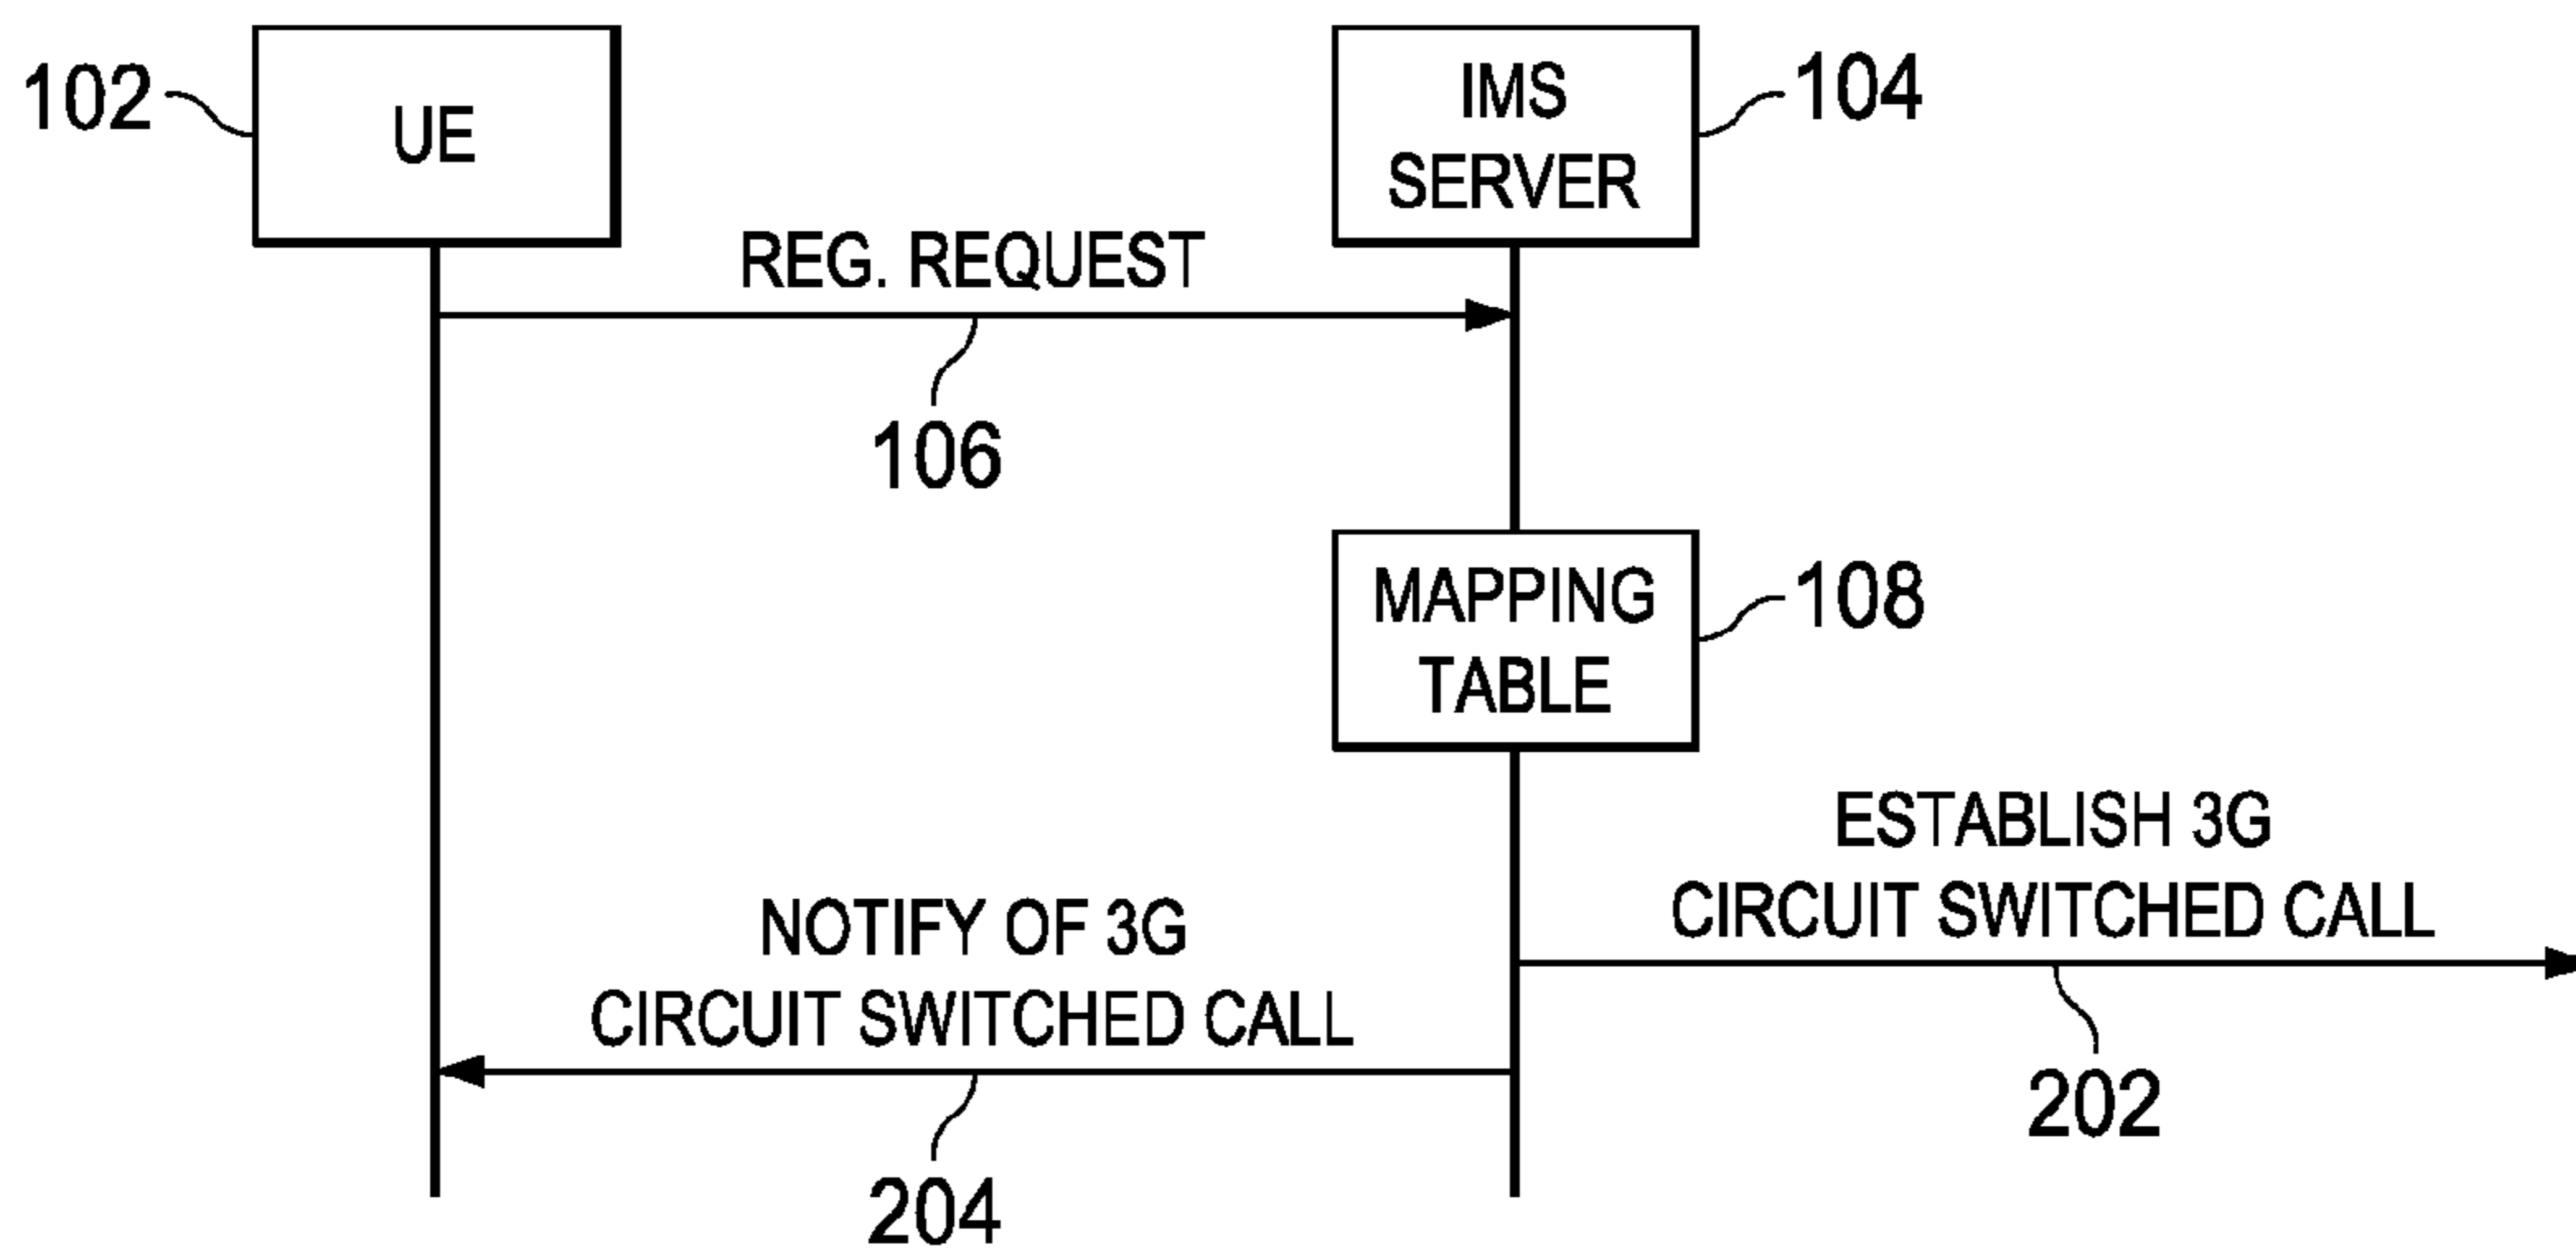 102
UE
IMS
SERVER
104
REG. REQUEST
106
MAPPING
TABLE
108
ESTABLISH 3G
CIRCUIT SWITCHED CALL
202
NOTIFY OF 3G
CIRCUIT SWITCHED CALL
204